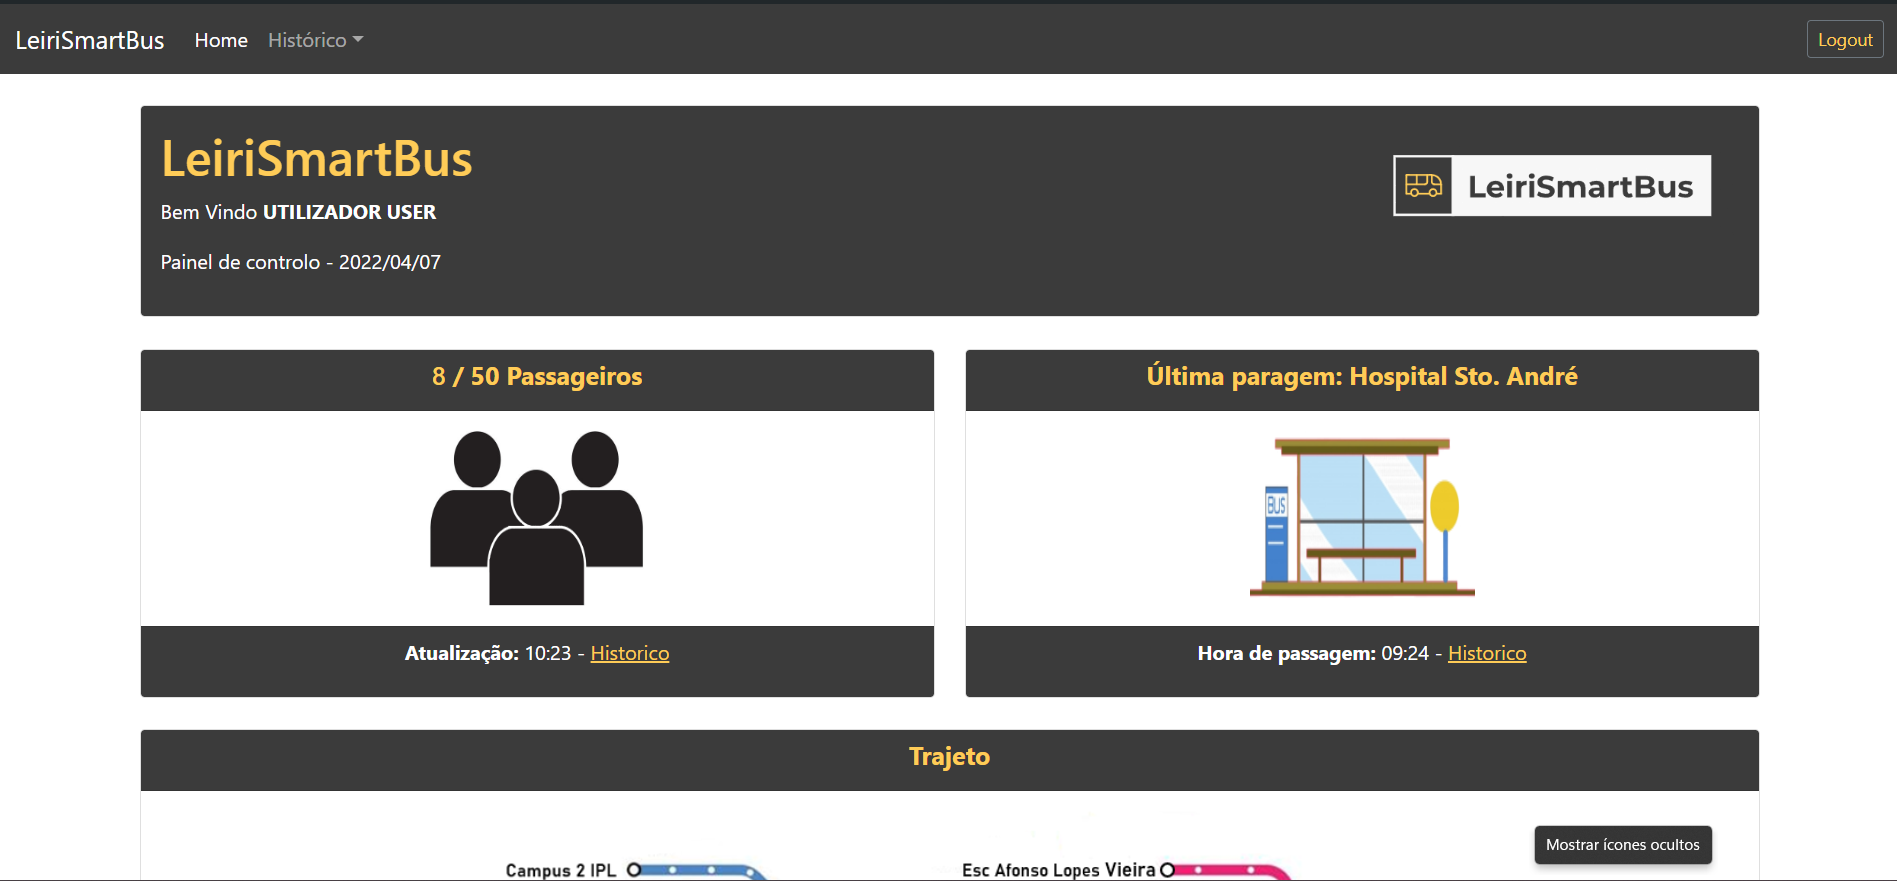 LeiriSmartBus Home Histórico Logout
LeiriSmartBus
LeiriSmartBus
Bem Vindo UTILIZADOR USER
Painel de controlo - 2022/04/07
8 / 50 Passageiros
Última paragem: Hospital Sto. André
BUS
Atualização: 10:23 - Historico
Hora de passagem: 09:24 - Historico
Trajeto
Mostrar ícones ocultos
Campus 2 IPL
Esc Afonso Lopes Vieira